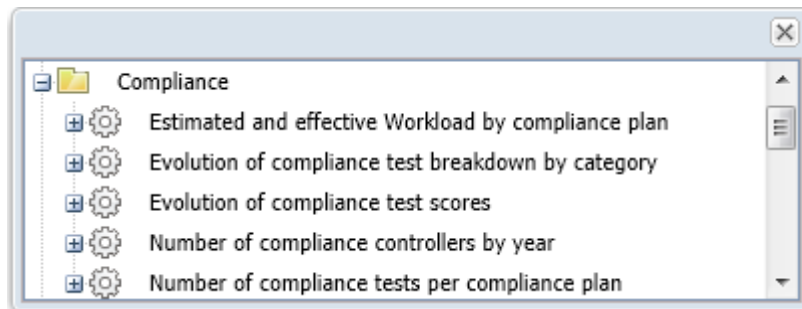 Compliance
Estimated and effective Workload by compliance plan
Evolution of compliance test breakdown by category
Evolution of compliance test scores
Number of compliance controllers by year
Number of compliance tests per compliance plan